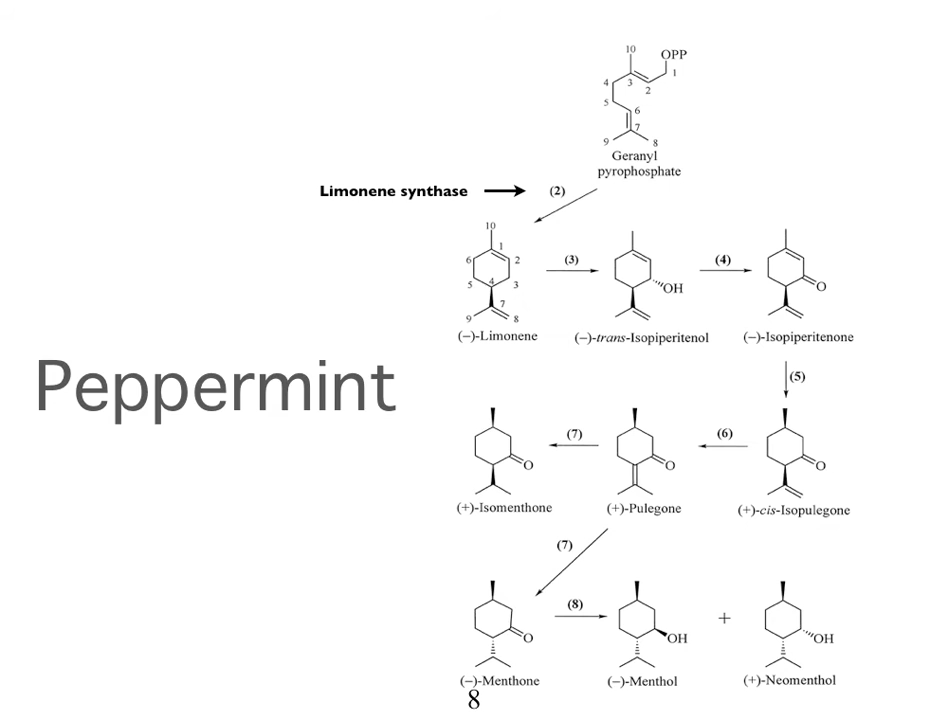 10
OPP
1
4
3
2
5
6
7
9
8
Geranyl
pyrophosphate
Limonene synthase
(2)
10
1
6
2
5
4
3
7
9
8
(3)
OH
(4)
O
(−)-Limonene
(−)-trans-Isopiperitenol
(−)-Isopiperitenone
Peppermint
(5)
O
(7)
O
(6)
O
(+)-Isomenthone
(+)-Pulegone
(+)-cis-Isopulegone
(7)
O
(8)
OH
+
OH
(−)-Menthone
(−)-Menthol
(+)-Neomenthol
8